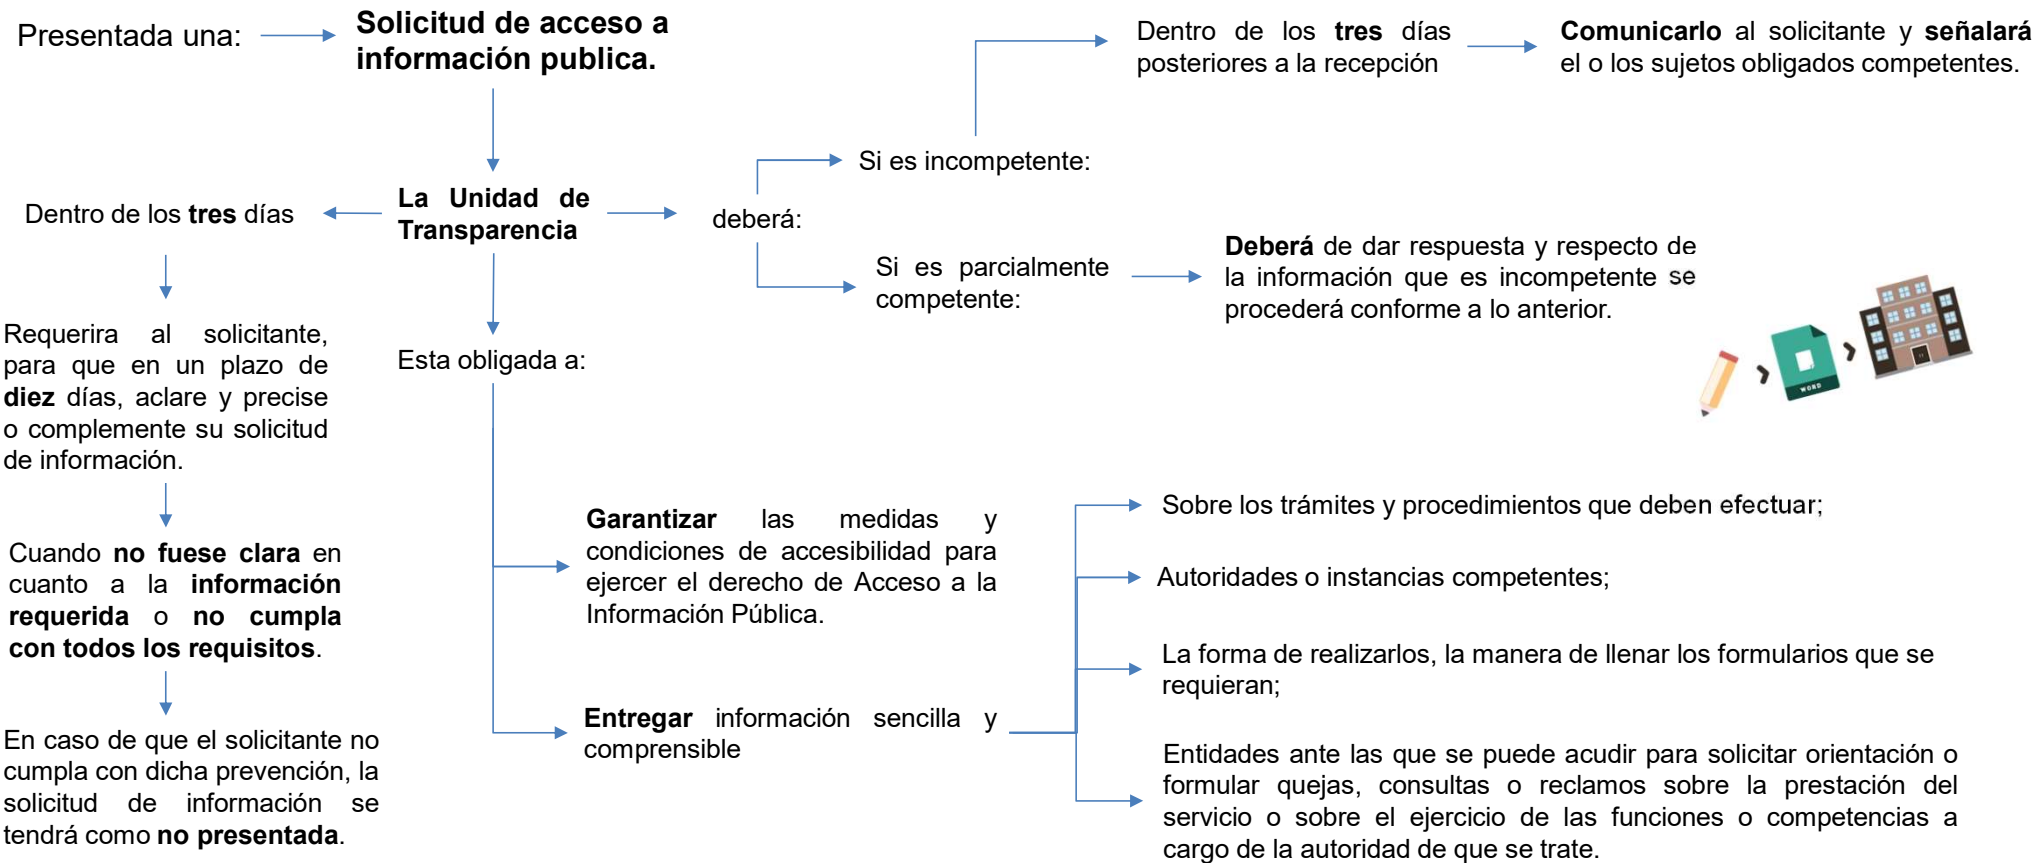 Presentada una:
Solicitud de acceso a
información publica.
Dentro de los tres días
posteriores a la recepción
Comunicarlo al solicitante y señalará
el o los sujetos obligados competentes.
Si es incompetente:
La Unidad de
Transparencia
Dentro de los tres días
deberá:
Si es parcialmente
competente:
Deberá de dar respuesta y respecto de
la información que es incompetente se
procederá conforme a lo anterior.
WORD
Requerira al solicitante,
para que en un plazo de
diez días, aclare y precise
o complemente su solicitud
de información.
Cuando no fuese clara en
cuanto a la información
requerida o no cumpla
con todos los requisitos.
En caso de que el solicitante no
cumpla con dicha prevención, la
solicitud de información se
tendrá como no presentada.
Esta obligada a:
Garantizar las medidas y
condiciones de accesibilidad para
ejercer el derecho de Acceso a la
Información Pública.
Entregar información sencilla y
comprensible
Sobre los trámites y procedimientos que deben efectuar;
Autoridades o instancias competentes;
La forma de realizarlos, la manera de llenar los formularios que se
requieran;
Entidades ante las que se puede acudir para solicitar orientación o
formular quejas, consultas o reclamos sobre la prestación del
servicio o sobre el ejercicio de las funciones o competencias a
cargo de la autoridad de que se trate.